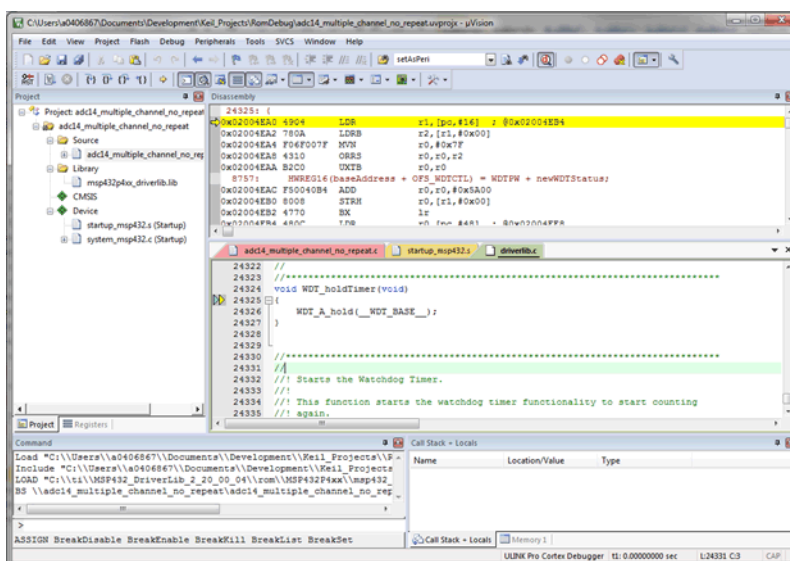 C:\Users\a0406867\Documents\Development\Keil_Projects\RomDebug\adc14_multiple_channel_no_repeat.uvprojx - µVision
File Edit View Project Flash Debug Peripherals Tools SVCS Window Help
setAsPeri
Project
Project: adc14_multiple_channel_no_repeat
adc14_multiple_channel_no_repeat
Source
adc14_multiple_channel_no_rep
Library
msp432p4xx_driverlib.lib
CMSIS
Device
startup_msp432.s (Startup)
system_msp432.c (Startup)
Project Registers
Disassembly
24325: {
0x02004EA0 4904 LDR r1,[pc,#16] ; @0x02004EB4
0x02004EA2 780A LDRB r2,[r1,#0x00]
0x02004EA4 F06F007F MVN r0,#0x7F
0x02004EA8 4310 ORRS r0,r0,r2
0x02004EAA B2C0 UXTB r0,r0
8757: HWREG16(baseAddress + OFS_WDTCTL) = WDTPW + newWDTStatus;
0x02004EAC F50040B4 ADD r0,r0,#0x5A00
0x02004EB0 8008 STRH r0,[r1,#0x00]
0x02004EB2 4770 BX lr
0x02004EB4 480C LDR r0,[pc,#48] ; @0x02004EE8
adc14_multiple_channel_no_repeat.c startup_msp432.s driverlib.c
24322 //
24323 //*****************************************************************************
24324 void WDT_holdTimer(void)
24325 {
24326 WDT_A_hold(__WDT_BASE__);
24327 }
24328
24329
24330 //*****************************************************************************
24331 //
24332 //! Starts the Watchdog Timer.
24333 //!
24334 //! This function starts the watchdog timer functionality to start counting
24335 //! again.
Command
Load "C:\\Users\\a0406867\\Documents\\Development\\Keil_Projects\\R
Include "C:\\Users\\a0406867\\Documents\\Development\\Keil_Projects
LOAD "C:\\ti\\MSP432_DriverLib_2_20_00_04\\rom\\MSP432P4xx\\msp432_
BS \\adc14_multiple_channel_no_repeat\adc14_multiple_channel_no_rep
>
ASSIGN BreakDisable BreakEnable BreakKill BreakList BreakSet
Call Stack + Locals
Name Location/Value Type
Call Stack + Locals Memory 1
ULINK Pro Cortex Debugger t1: 0.00000000 sec L:24331 C:3 CAP